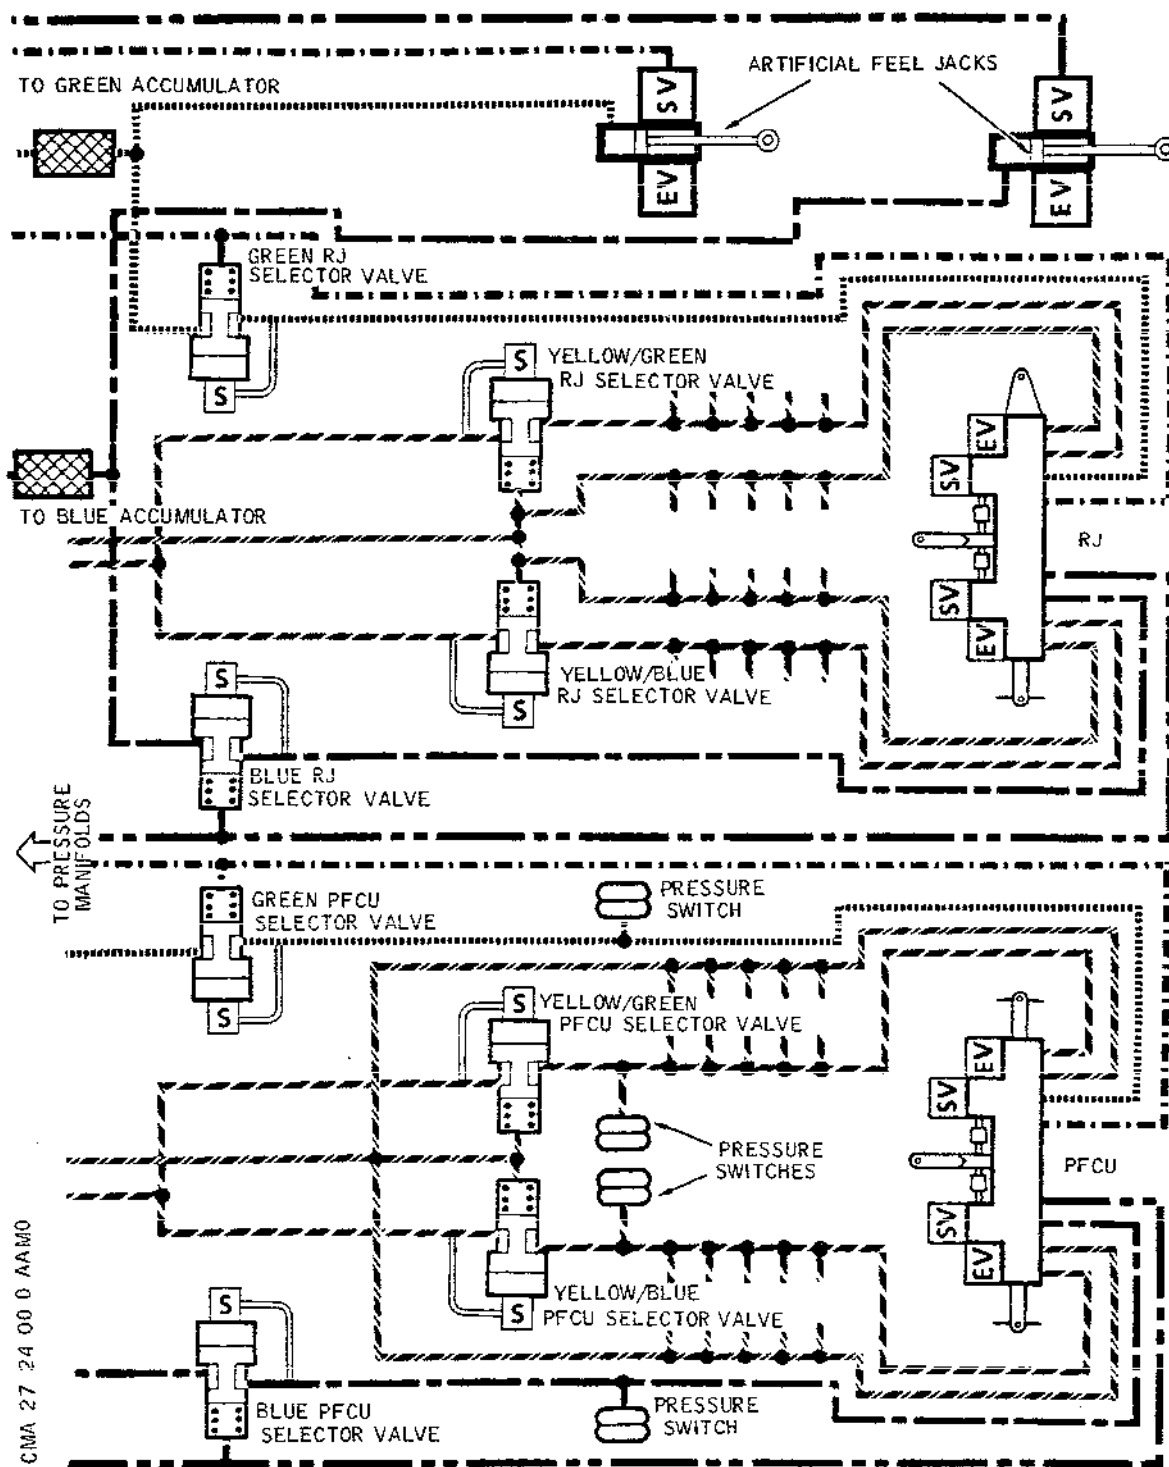 ARTIFICIAL FEEL JACKS
TO GREEN ACCUMULATOR
SV
EV
SV
EV
GREEN RJ
SELECTOR VALVE
S
S
YELLOW/GREEN
RJ SELECTOR VALVE
EV
SV
TO BLUE ACCUMULATOR
RJ
SV
EV
YELLOW/BLUE
RJ SELECTOR VALVE
S
S
BLUE RJ
SELECTOR VALVE
TO PRESSURE
MANIFOLDS
GREEN PFCU
SELECTOR VALVE
PRESSURE
SWITCH
S
S
YELLOW/GREEN
PFCU SELECTOR VALVE
EV
SV
PRESSURE
SWITCHES
PFCU
SV
EV
YELLOW/BLUE
PFCU SELECTOR VALVE
S
S
BLUE PFCU
SELECTOR VALVE
PRESSURE
SWITCH
CMA 27 24 00 0 AAM0